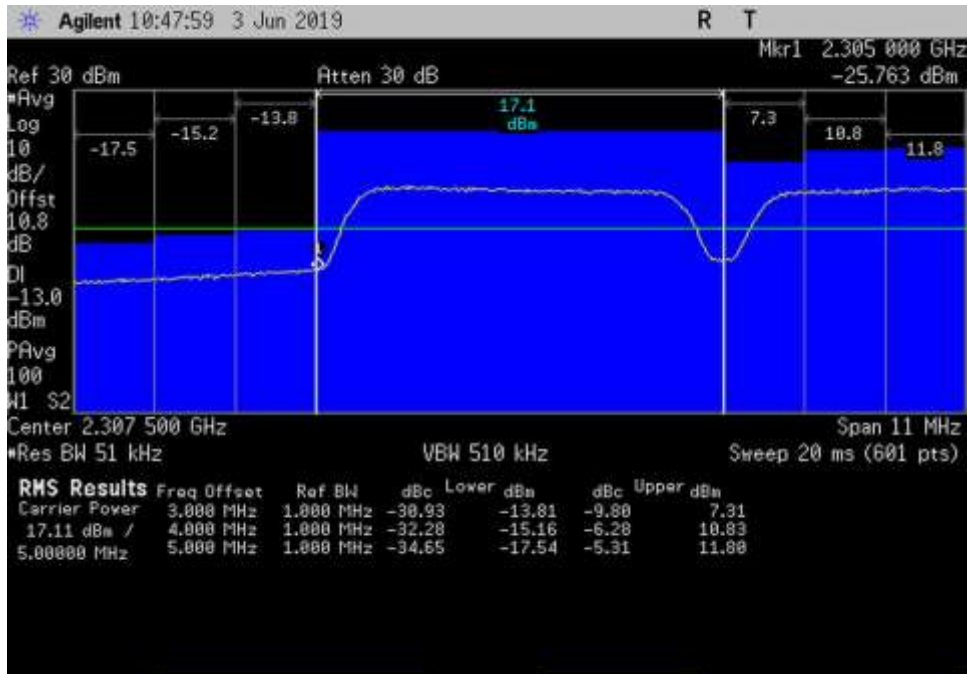 Agilent 10:47:59 3 Jun 2019 R T
Mkr1 2.305 000 GHz
Ref 30 dBm Atten 30 dB -25.763 dBm
#Avg
Log
10
dB/
Offst
10.8
dB
DI
-13.0
dBm
PAvg
100
W1 S2
-17.5
-15.2
-13.8
17.1
dBm
7.3
10.8
11.8
1
Center 2.307 500 GHz Span 11 MHz
#Res BW 51 kHz VBW 510 kHz Sweep 20 ms (601 pts)
RMS Results Freq Offset Ref BW dBc Lower dBm dBc Upper dBm
Carrier Power 3.000 MHz 1.000 MHz -30.93 -13.81 -9.80 7.31
17.11 dBm / 4.000 MHz 1.000 MHz -32.28 -15.16 -6.28 10.83
5.00000 MHz 5.000 MHz 1.000 MHz -34.65 -17.54 -5.31 11.80